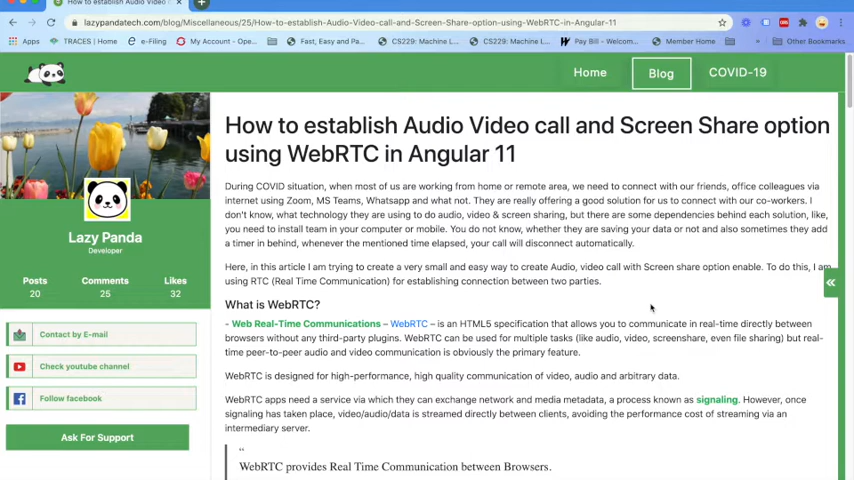 How to establish Audio Video
lazypandatech.com/blog/Miscellaneous/25/How-to-establish-Audio-Video-call-and-Screen-Share-option-using-WebRTC-in-Angular-11
Apps TRACES | Home e-Filing My Account - Ope... Fast, Easy and Pa... CS229: Machine L... CS229: Machine L... Pay Bill – Welcom... Member Home » Other Bookmarks
Home Blog COVID-19
Lazy Panda
Developer
Posts Comments Likes
20 25 32
Contact by E-mail
Check youtube channel
Follow facebook
Ask For Support
How to establish Audio Video call and Screen Share option
using WebRTC in Angular 11
During COVID situation, when most of us are working from home or remote area, we need to connect with our friends, office colleagues via
internet using Zoom, MS Teams, Whatsapp and what not. They are really offering a good solution for us to connect with our co-workers. I
don't know, what technology they are using to do audio, video & screen sharing, but there are some dependencies behind each solution, like,
you need to install team in your computer or mobile. You do not know, whether they are saving your data or not and also sometimes they add
a timer in behind, whenever the mentioned time elapsed, your call will disconnect automatically.
Here, in this article I am trying to create a very small and easy way to create Audio, video call with Screen share option enable. To do this, I am
using RTC (Real Time Communication) for establishing connection between two parties.
What is WebRTC?
- Web Real-Time Communications – WebRTC – is an HTML5 specification that allows you to communicate in real-time directly between
browsers without any third-party plugins. WebRTC can be used for multiple tasks (like audio, video, screenshare, even file sharing) but real-
time peer-to-peer audio and video communication is obviously the primary feature.
WebRTC is designed for high-performance, high quality communication of video, audio and arbitrary data.
WebRTC apps need a service via which they can exchange network and media metadata, a process known as signaling. However, once
signaling has taken place, video/audio/data is streamed directly between clients, avoiding the performance cost of streaming via an
intermediary server.
“
WebRTC provides Real Time Communication between Browsers.